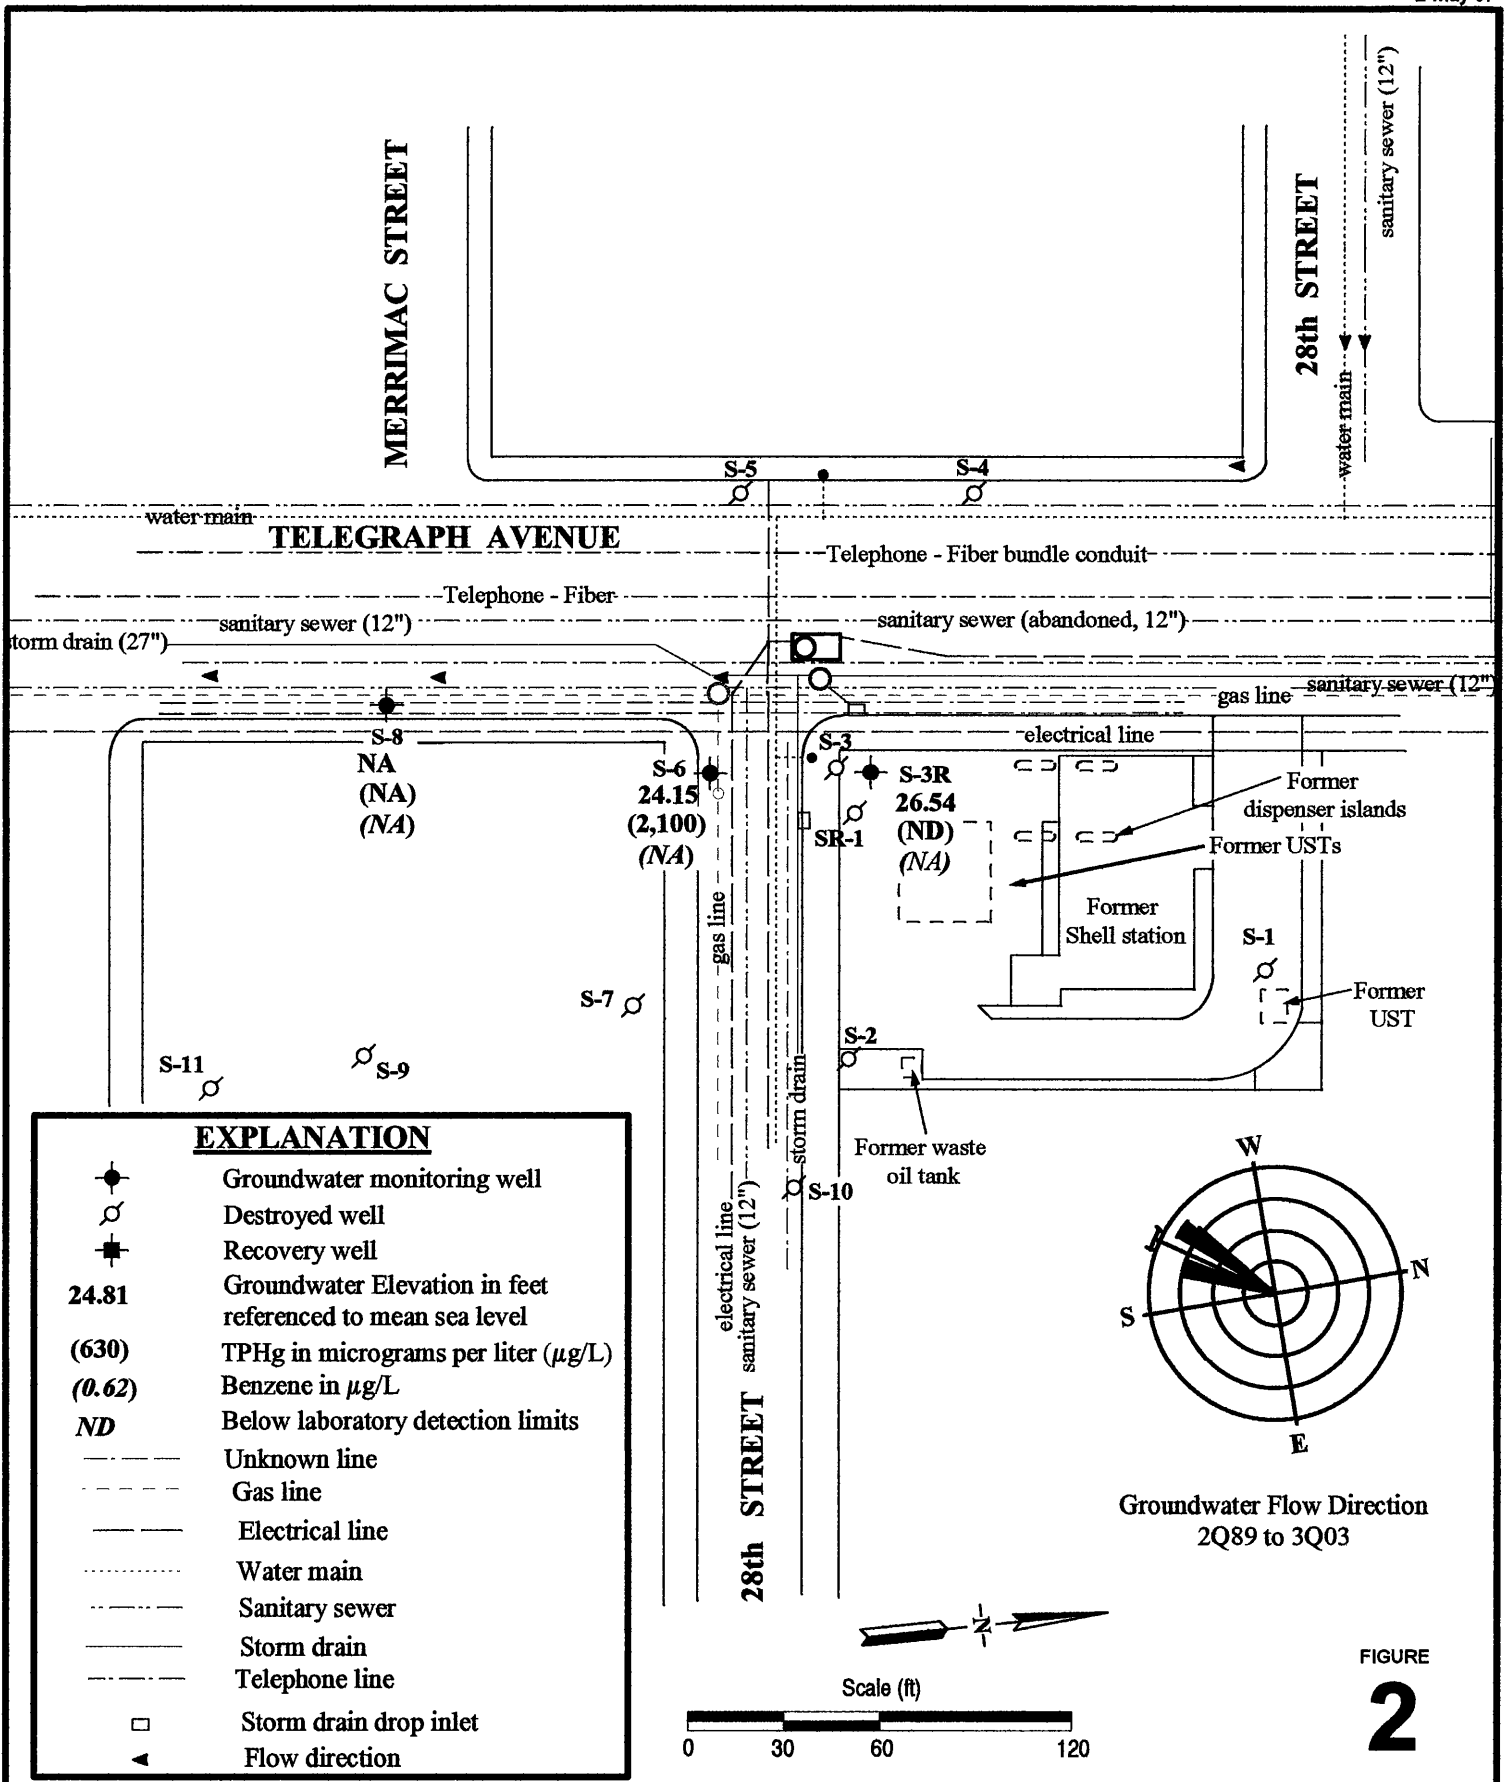 MERRIMAC STREET
28th STREET
sanitary sewer (12")
water main
S-5
S-4
water main
TELEGRAPH AVENUE
Telephone - Fiber bundle conduit
Telephone - Fiber
sanitary sewer (12")
sanitary sewer (abandoned, 12")
torm drain (27")
sanitary sewer (12")
gas line
electrical line
S-8
NA
(NA)
(NA)
S-6
24.15
(2,100)
(NA)
S-3
S-3R
26.54
(ND)
(NA)
SR-1
Former
dispenser islands
Former USTs
Former
Shell station
S-1
Former
UST
gas line
S-7
S-2
S-11
S-9
storm drain
Former waste
oil tank
S-10
electrical line
sanitary sewer (12")
28th STREET
EXPLANATION
Groundwater monitoring well
Destroyed well
Recovery well
24.81 Groundwater Elevation in feet
referenced to mean sea level
(630) TPHg in micrograms per liter (µg/L)
(0.62) Benzene in µg/L
ND Below laboratory detection limits
Unknown line
Gas line
Electrical line
Water main
Sanitary sewer
Storm drain
Telephone line
Storm drain drop inlet
Flow direction
W
N
S
E
Groundwater Flow Direction
2Q89 to 3Q03
N
Scale (ft)
0 30 60 120
FIGURE
2